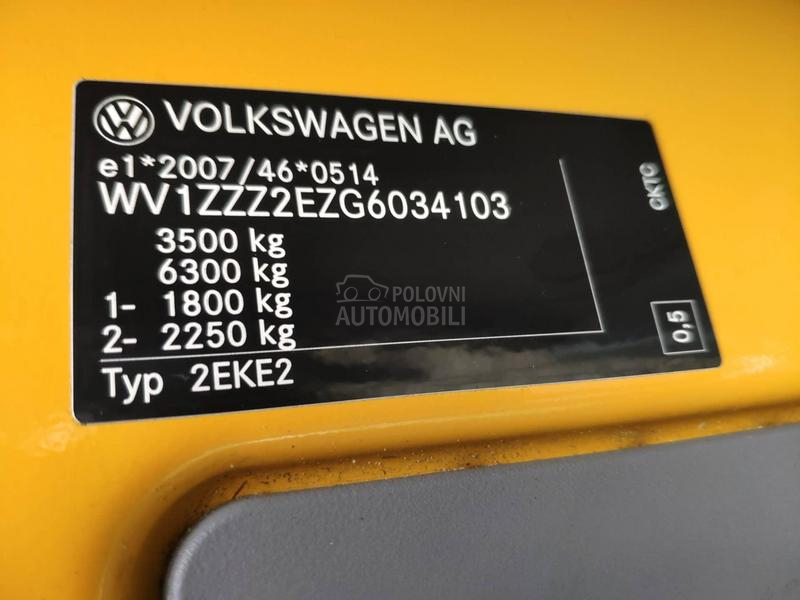 VOLKSWAGEN AG
e1*2007/46*0514
WV1ZZZ2EZG6034103
3500 kg
6300 kg
1- 1800 kg
2- 2250 kg
Typ 2EKE2
CKTC
0,5
POLOVNI
AUTOMOBILI